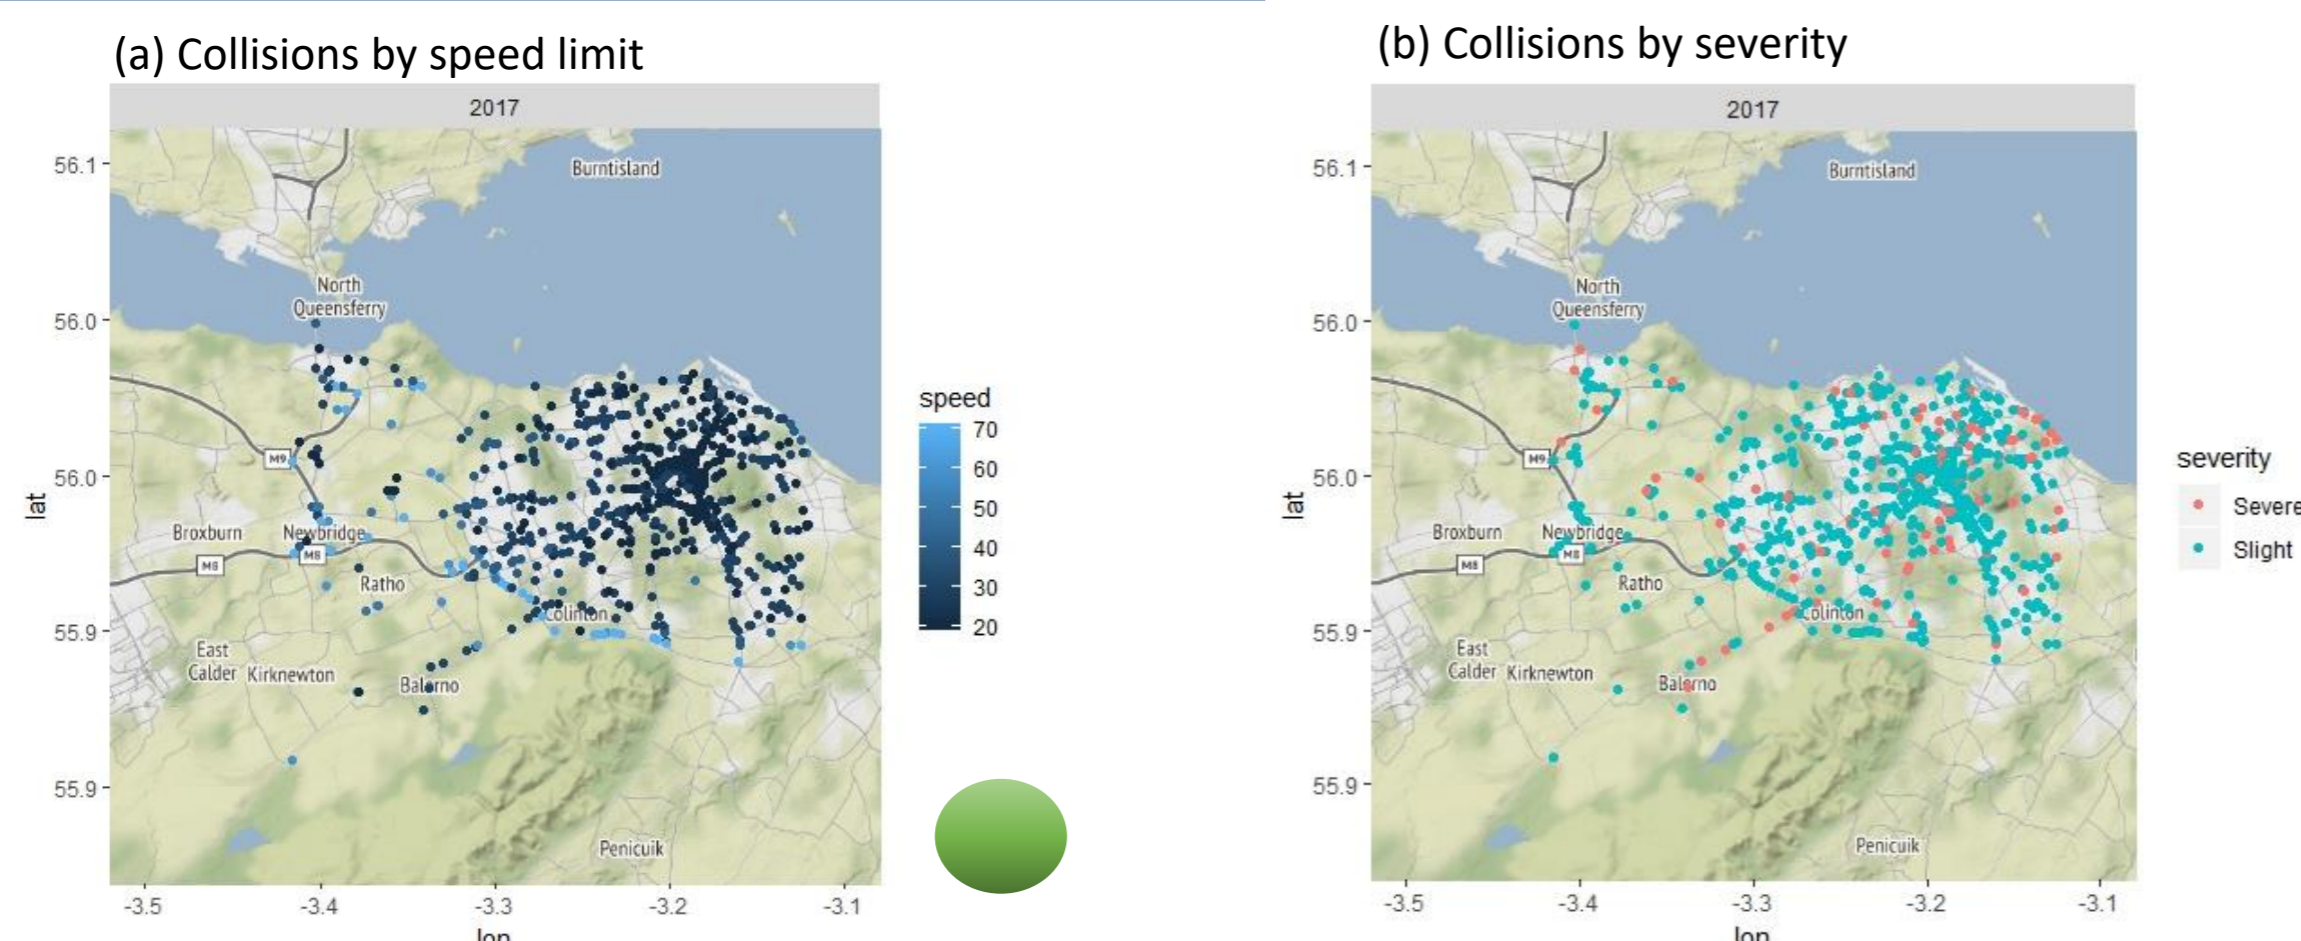 (a) Collisions by speed limit
2017
56.1
56.0
56.0
55.9
55.9
lat
Burntisland
North
Queensferry
M9
Broxburn
Newbridge
M8
M8
Ratho
Colinton
East
Calder
Kirknewton
Balerno
Penicuik
-3.5
-3.4
-3.3
-3.2
-3.1
lon
speed
70
60
50
40
30
20
(b) Collisions by severity
2017
56.1
56.0
56.0
55.9
55.9
lat
Burntisland
North
Queensferry
M9
Broxburn
Newbridge
M8
M8
Ratho
Colinton
East
Calder
Kirknewton
Balerno
Penicuik
-3.5
-3.4
-3.3
-3.2
-3.1
lon
severity
Severe
Slight